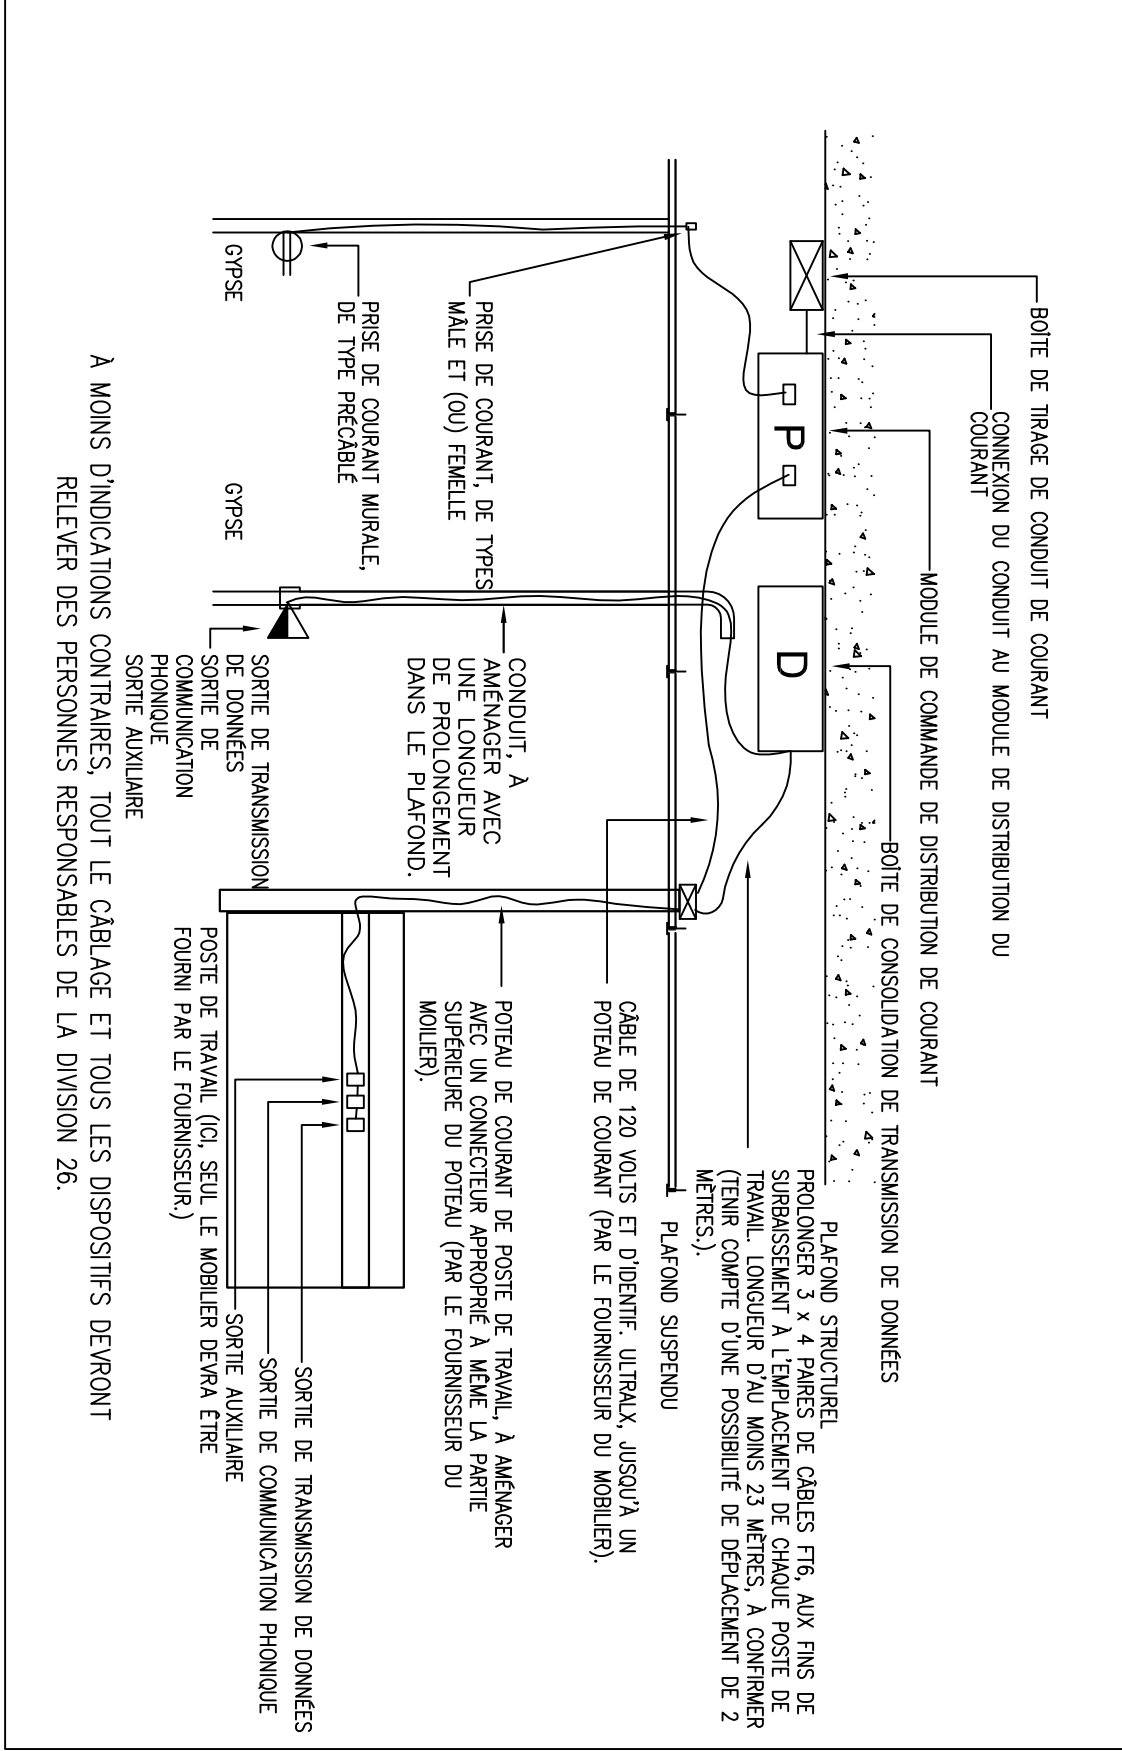 BOÎTE DE TIRAGE DE CONDUIT DE COURANT
CONNEXION DU CONDUIT AU MODULE DE DISTRIBUTION DU
COURANT
MODULE DE COMMANDE DE DISTRIBUTION DE COURANT
BOÎTE DE CONSOLIDATION DE TRANSMISSION DE DONNÉES
PLAFOND STRUCTUREL
P
D
PROLONGER 3 x 4 PAIRES DE CÂBLES FT6, AUX FINS DE
SURBAISSEMENT À L'EMPLACEMENT DE CHAQUE POSTE DE
TRAVAIL. LONGUEUR D'AU MOINS 23 MÈTRES, À CONFIRMER
(TENIR COMPTE D'UNE POSSIBILITÉ DE DÉPLACEMENT DE 2
MÈTRES.).
PLAFOND SUSPENDU
CÂBLE DE 120 VOLTS ET D'IDENTIF. ULTRALX, JUSQU'À UN
POTEAU DE COURANT (PAR LE FOURNISSEUR DU MOBILIER).
PRISE DE COURANT, DE TYPES
MÂLE ET (OU) FEMELLE
PRISE DE COURANT MURALE,
DE TYPE PRÉCÂBLÉ
CONDUIT, À
AMÉNAGER AVEC
UNE LONGUEUR
DE PROLONGEMENT
DANS LE PLAFOND.
POTEAU DE COURANT DE POSTE DE TRAVAIL, À AMÉNAGER
AVEC UN CONNECTEUR APPROPRIÉ À MÊME LA PARTIE
SUPÉRIEURE DU POTEAU (PAR LE FOURNISSEUR DU
MOILIER).
GYPSE
GYPSE
SORTIE DE TRANSMISSION
DE DONNÉES
SORTIE DE
COMMUNICATION
PHONIQUE
SORTIE AUXILIAIRE
SORTIE DE TRANSMISSION DE DONNÉES
SORTIE DE COMMUNICATION PHONIQUE
SORTIE AUXILIAIRE
POSTE DE TRAVAIL (ICI, SEUL LE MOBILIER DEVRA ÊTRE
FOURNI PAR LE FOURNISSEUR.)
À MOINS D'INDICATIONS CONTRAIRES, TOUT LE CÂBLAGE ET TOUS LES DISPOSITIFS DEVRONT
RELEVER DES PERSONNES RESPONSABLES DE LA DIVISION 26.